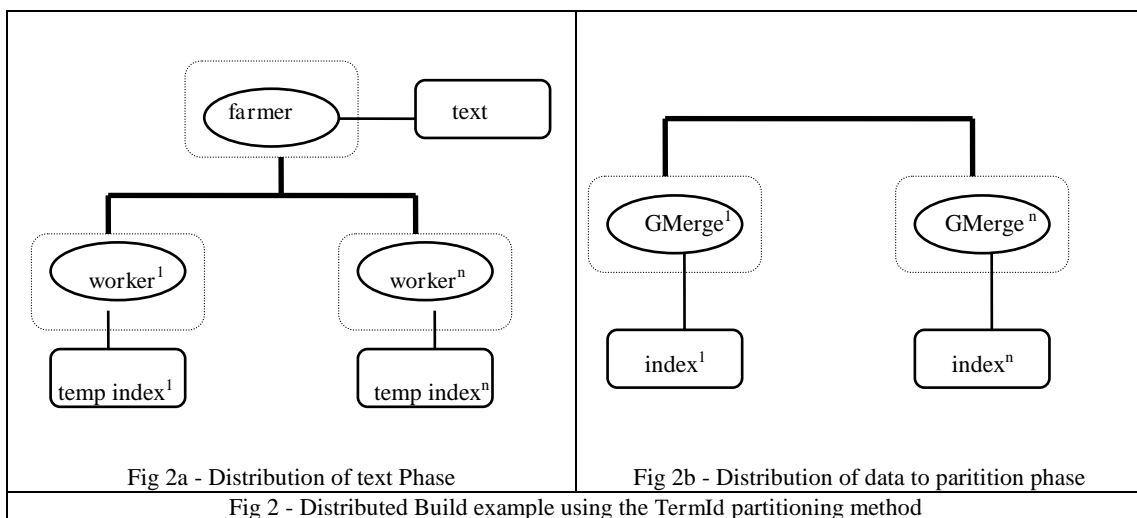 farmer
text
worker¹
workerⁿ
temp index¹
temp indexⁿ
Fig 2a - Distribution of text Phase
GMerge¹
GMergeⁿ
index¹
indexⁿ
Fig 2b - Distribution of data to paritition phase
Fig 2 - Distributed Build example using the TermId partitioning method